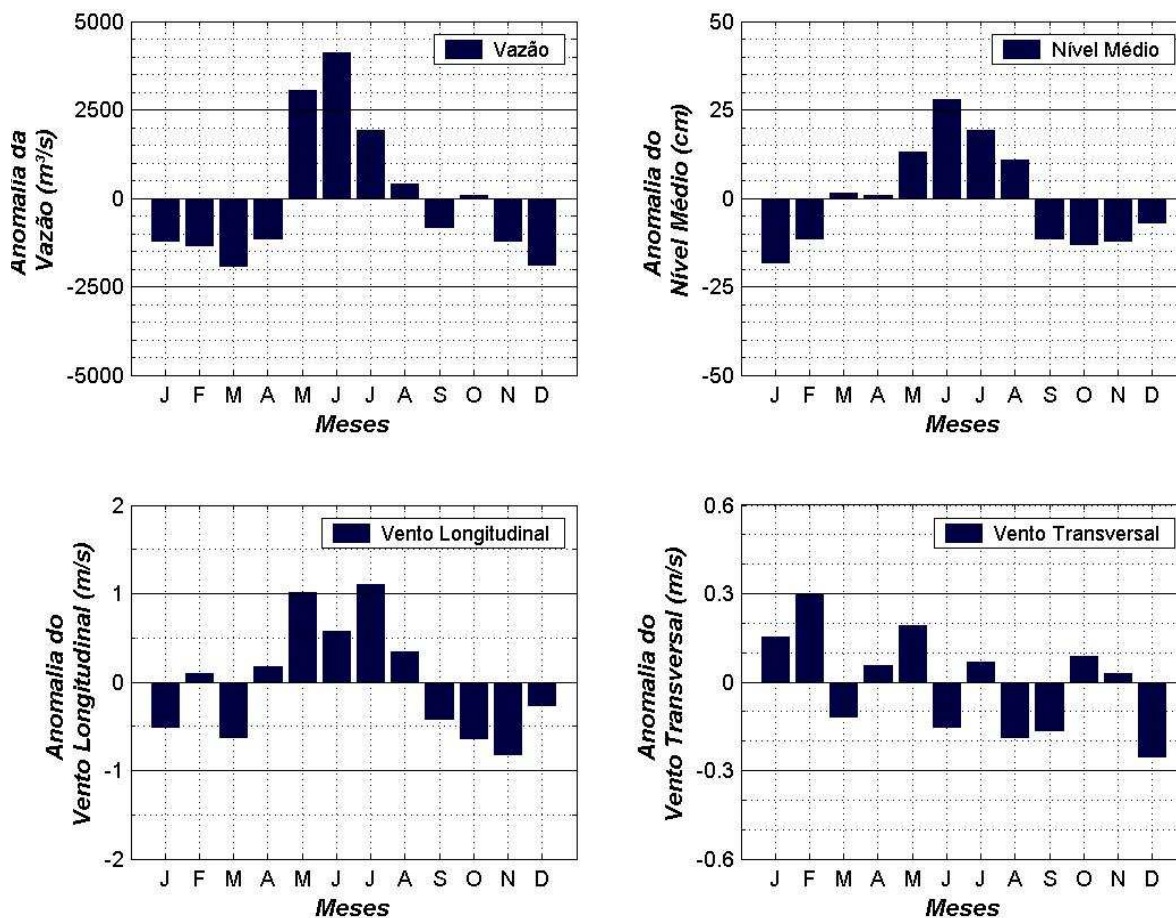 Anomalia da
Vazão (m³/s)
5000
2500
0
-2500
-5000
Vazão
J F M A M J J A S O N D
Meses
Anomalia do
Nível Médio (cm)
50
25
0
-25
-50
Nível Médio
J F M A M J J A S O N D
Meses
Anomalia do
Vento Longitudinal (m/s)
2
1
0
-1
-2
Vento Longitudinal
J F M A M J J A S O N D
Meses
Anomalia do
Vento Transversal (m/s)
0.6
0.3
0
-0.3
-0.6
Vento Transversal
J F M A M J J A S O N D
Meses